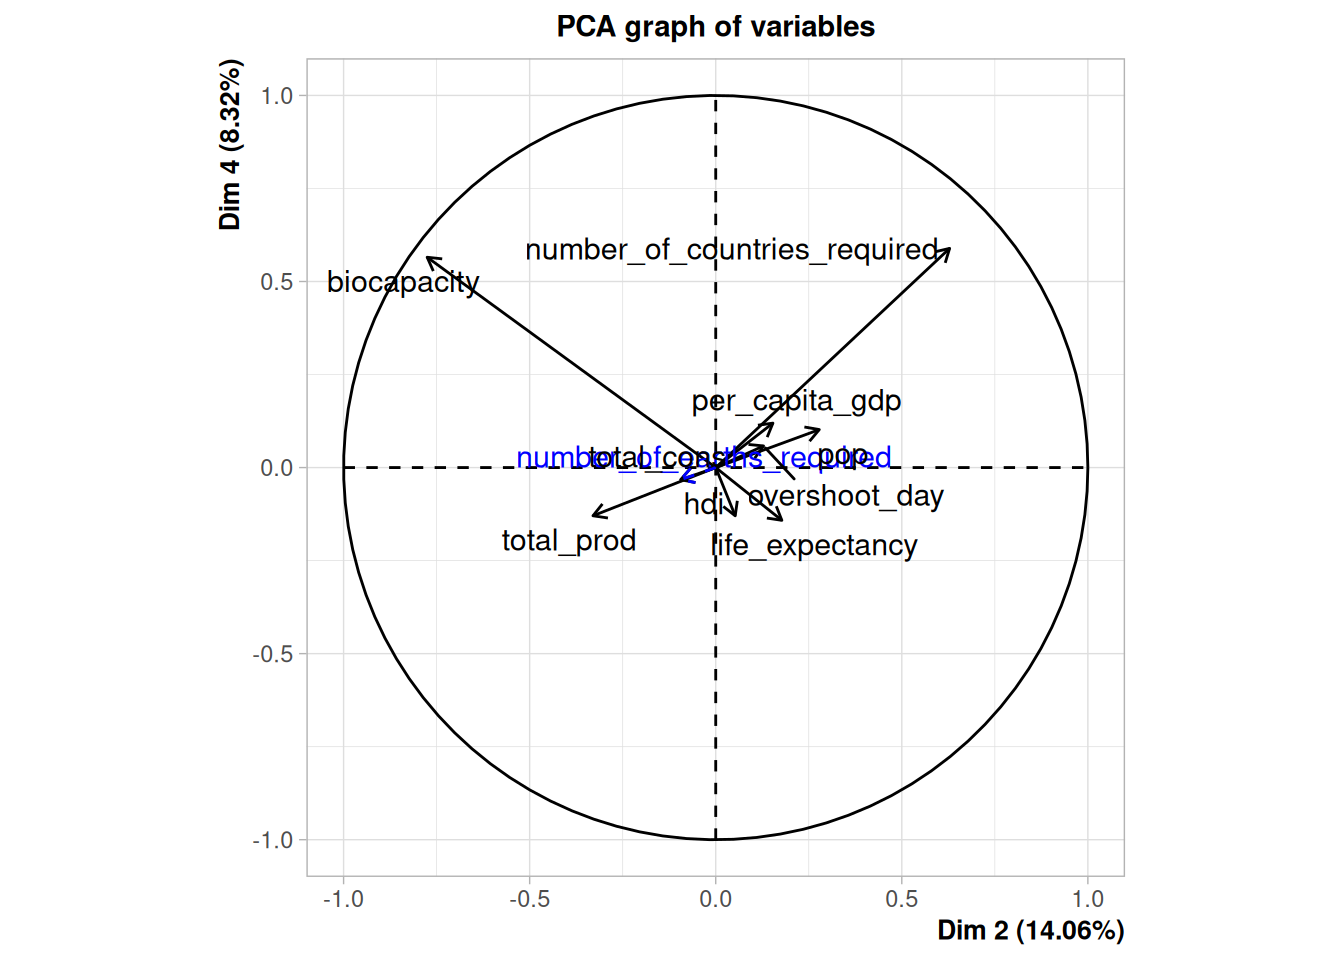 PCA graph of variables
Dim 4 (8.32%)
1.0
0.5
0.0
-0.5
-1.0
number_of_countries_required
biocapacity
per_capita_gdp
number_of_earths_required
total_cons
pop
overshoot_day
hdi
total_prod
life_expectancy
-1.0
-0.5
0.0
0.5
1.0
Dim 2 (14.06%)